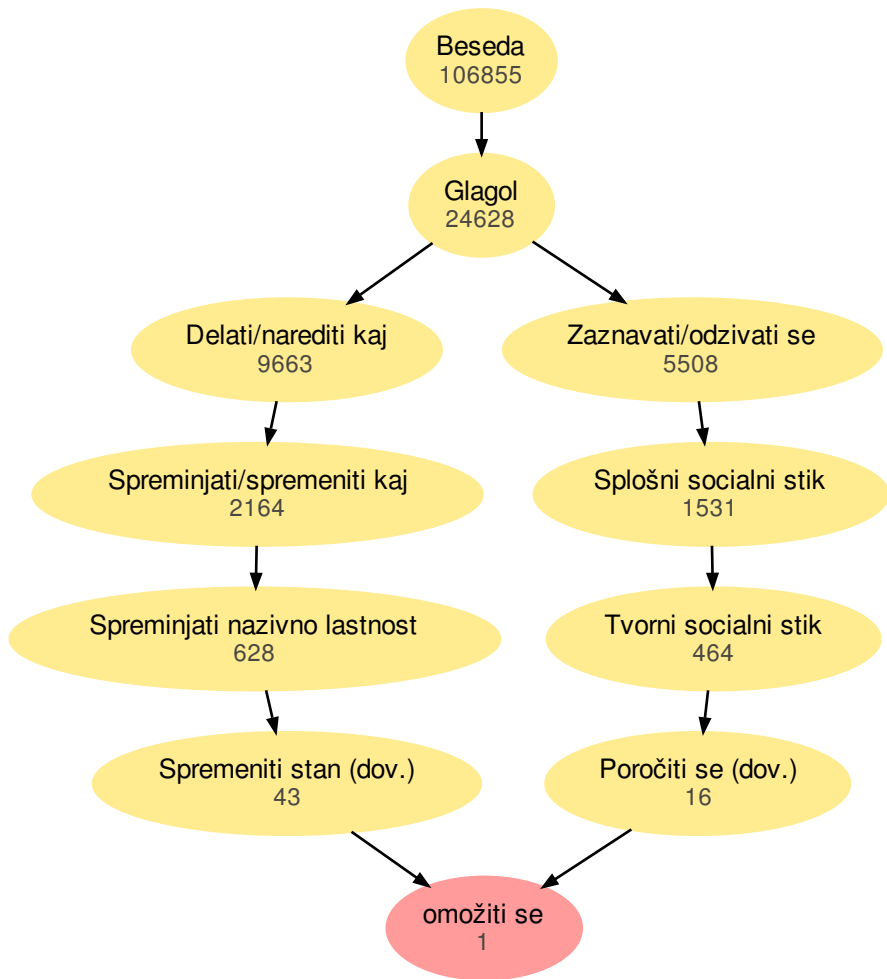 Beseda
106855
Glagol
24628
Delati/narediti kaj
9663
Zaznavati/odzivati se
5508
Spreminjati/spremeniti kaj
2164
Splošni socialni stik
1531
Spreminjati nazivno lastnost
628
Tvorni socialni stik
464
Spremeniti stan (dov.)
43
Poročiti se (dov.)
16
omožiti se
1